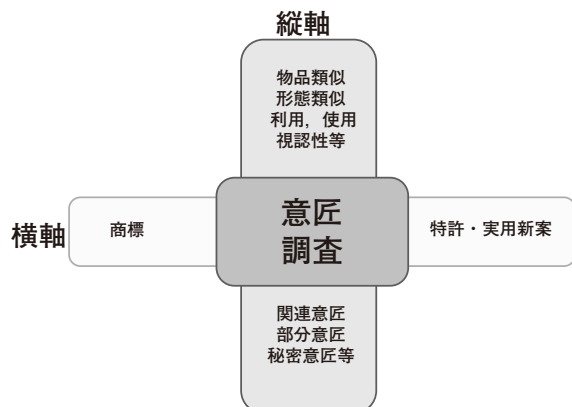 縦軸
物品類似
形態類似
利用，使用
視認性等
横軸
商標
意匠
調査
特許・実用新案
関連意匠
部分意匠
秘密意匠等